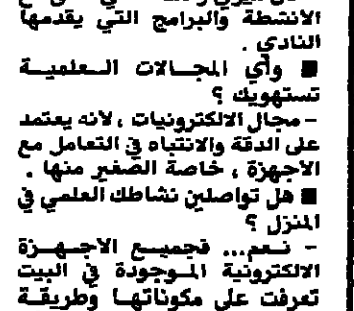 الانشطة والبرامج التي يقدمها
النادي .
■ وأي المجالات العلمية
تستهويك ؟
- مجال الالكترونيات ، لانه يعتمد
على الدقة والانتباه في التعامل مع
الاجهزة ، خاصة الصغير منها .
■ هل تواصلين نشاطك العلمي في
المنزل ؟
- نعم... فجميع الاجهزة
الالكترونية الموجودة في البيت
تعرفت على مكوناتها وطريقة